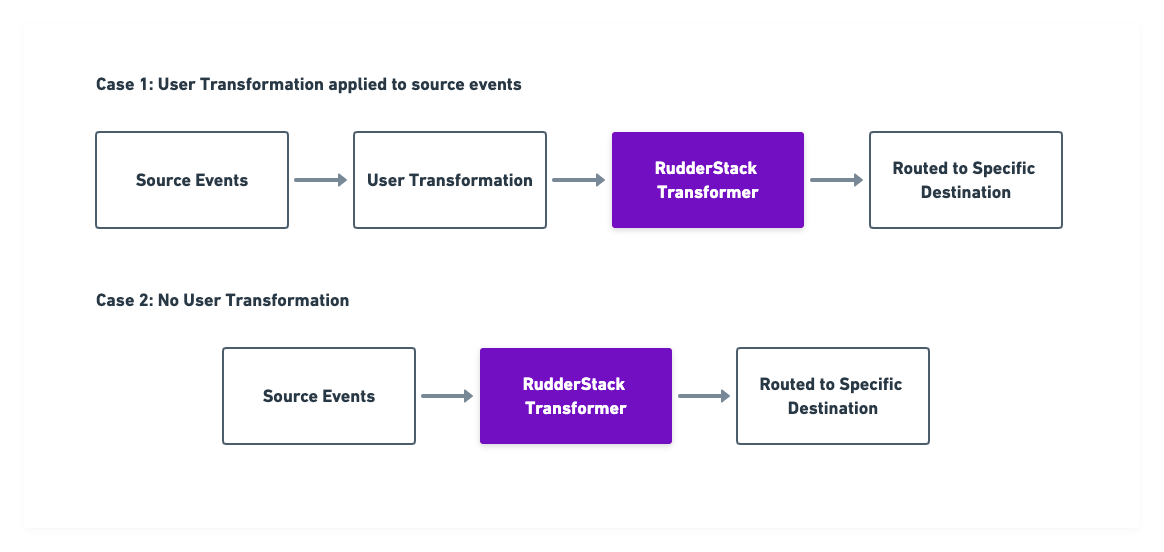 Case 1: User Transformation applied to source events
Source Events
User Transformation
RudderStack
Transformer
Routed to Specific
Destination
Case 2: No User Transformation
Source Events
RudderStack
Transformer
Routed to Specific
Destination